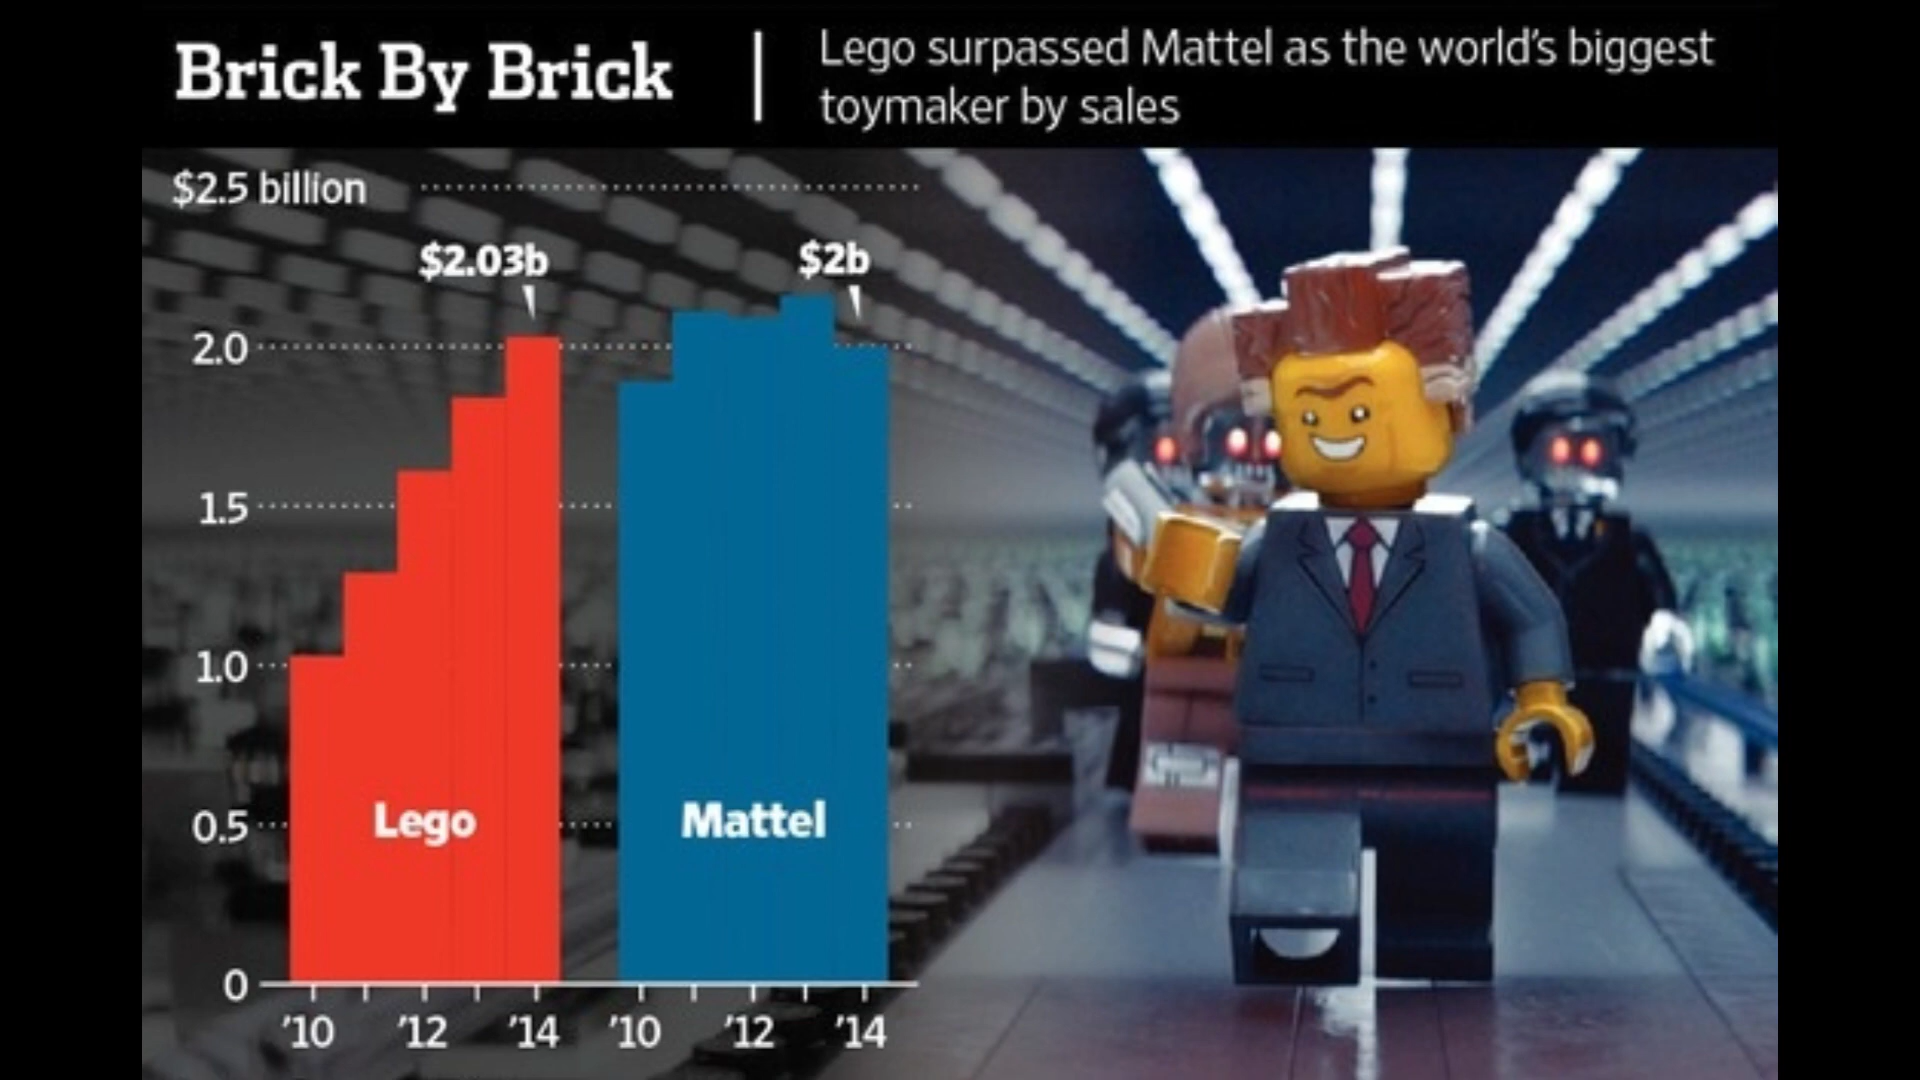 Brick By Brick
Lego surpassed Mattel as the world's biggest
toymaker by sales
$2.5 billion
$2.03b
$2b
2.0
1.5
1.0
0.5
0
Lego
Mattel
'10 '12 '14 '10 '12 '14